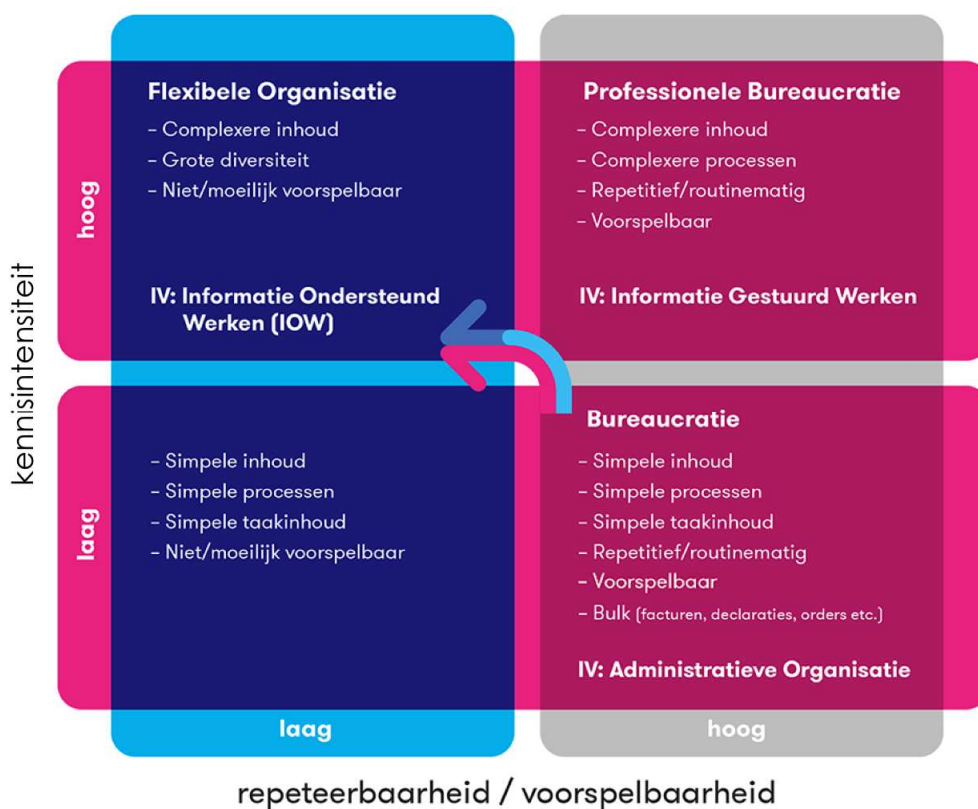 Flexibele Organisatie
– Complexere inhoud
– Grote diversiteit
– Niet/moeilijk voorspelbaar
IV: Informatie Ondersteund
Werken (IOW)
Professionele Bureaucratie
– Complexere inhoud
– Complexere processen
– Repetitief/routinematig
– Voorspelbaar
IV: Informatie Gestuurd Werken
hoog
kennisintensiteit
laag
– Simpele inhoud
– Simpele processen
– Simpele taakinhoud
– Niet/moeilijk voorspelbaar
Bureaucratie
– Simpele inhoud
– Simpele processen
– Simpele taakinhoud
– Repetitief/routinematig
– Voorspelbaar
– Bulk (facturen, declaraties, orders etc.)
IV: Administratieve Organisatie
laag
hoog
repeteerbaarheid / voorspelbaarheid